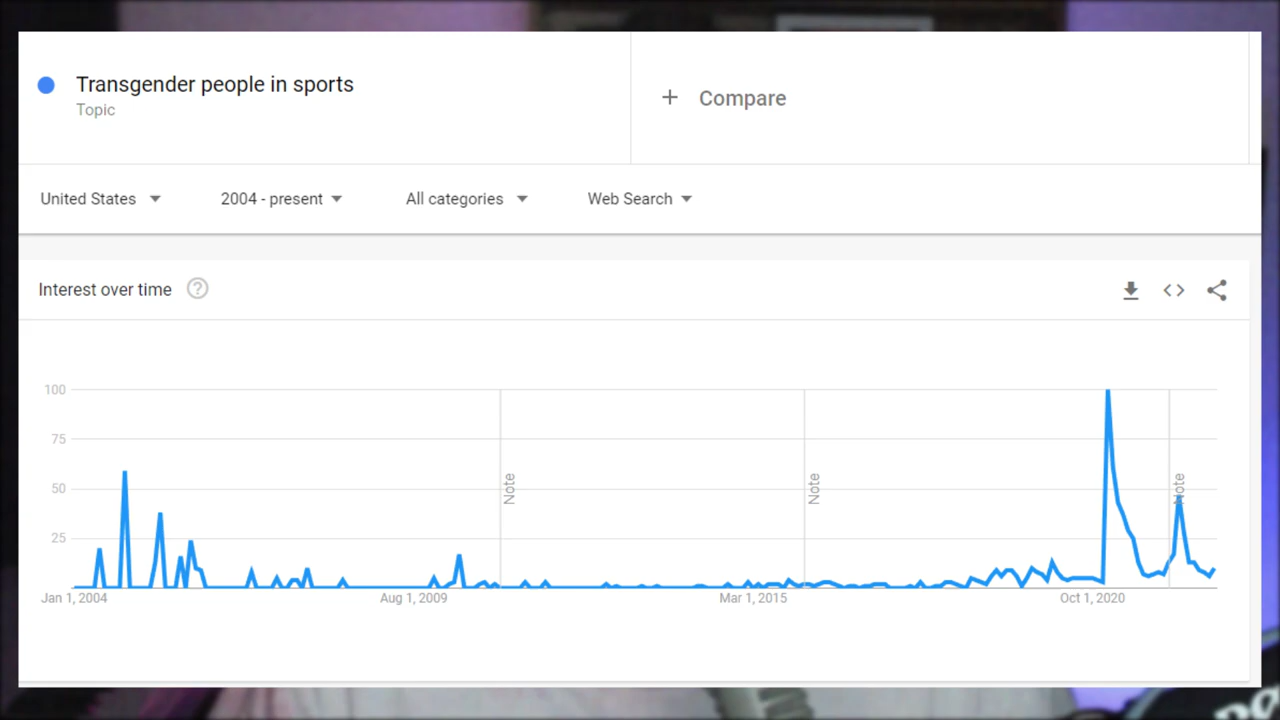 Transgender people in sports
Topic
+ Compare
United States
2004 - present
All categories
Web Search
Interest over time ?
100
75
50
25
Note
Note
Note
Jan 1, 2004
Aug 1, 2009
Mar 1, 2015
Oct 1, 2020